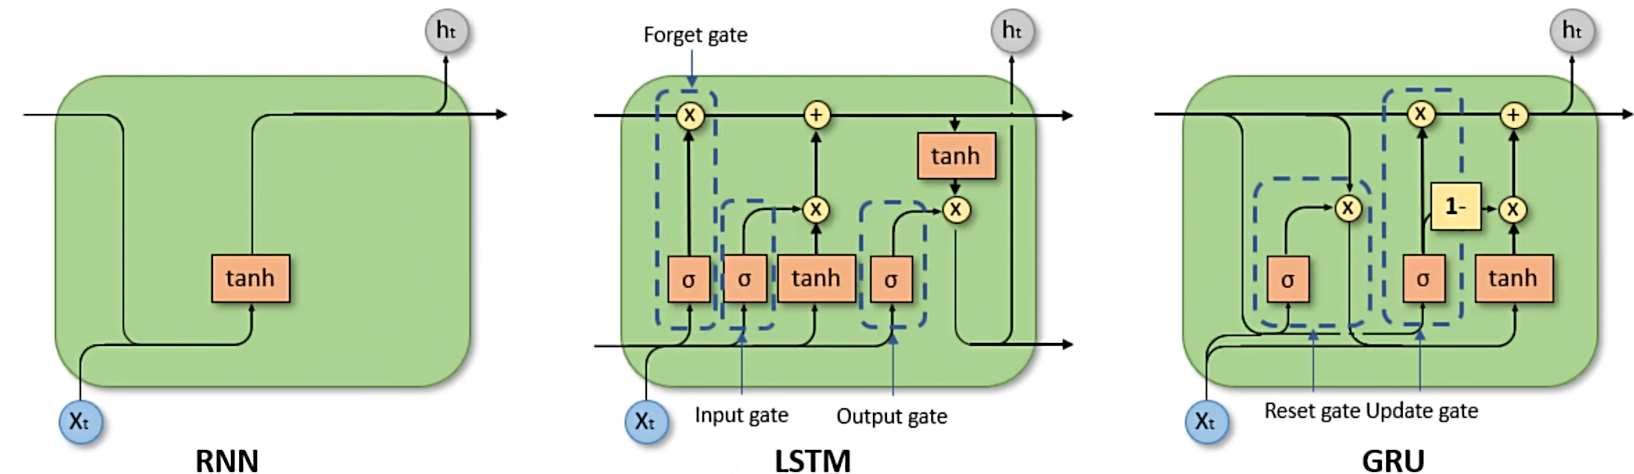 hₜ
tanh
Xₜ
RNN
Forget gate
hₜ
x
+
tanh
x
x
σ
σ
tanh
σ
Input gate
Output gate
Xₜ
LSTM
hₜ
x
+
x
1-
x
σ
σ
tanh
Reset gate Update gate
Xₜ
GRU